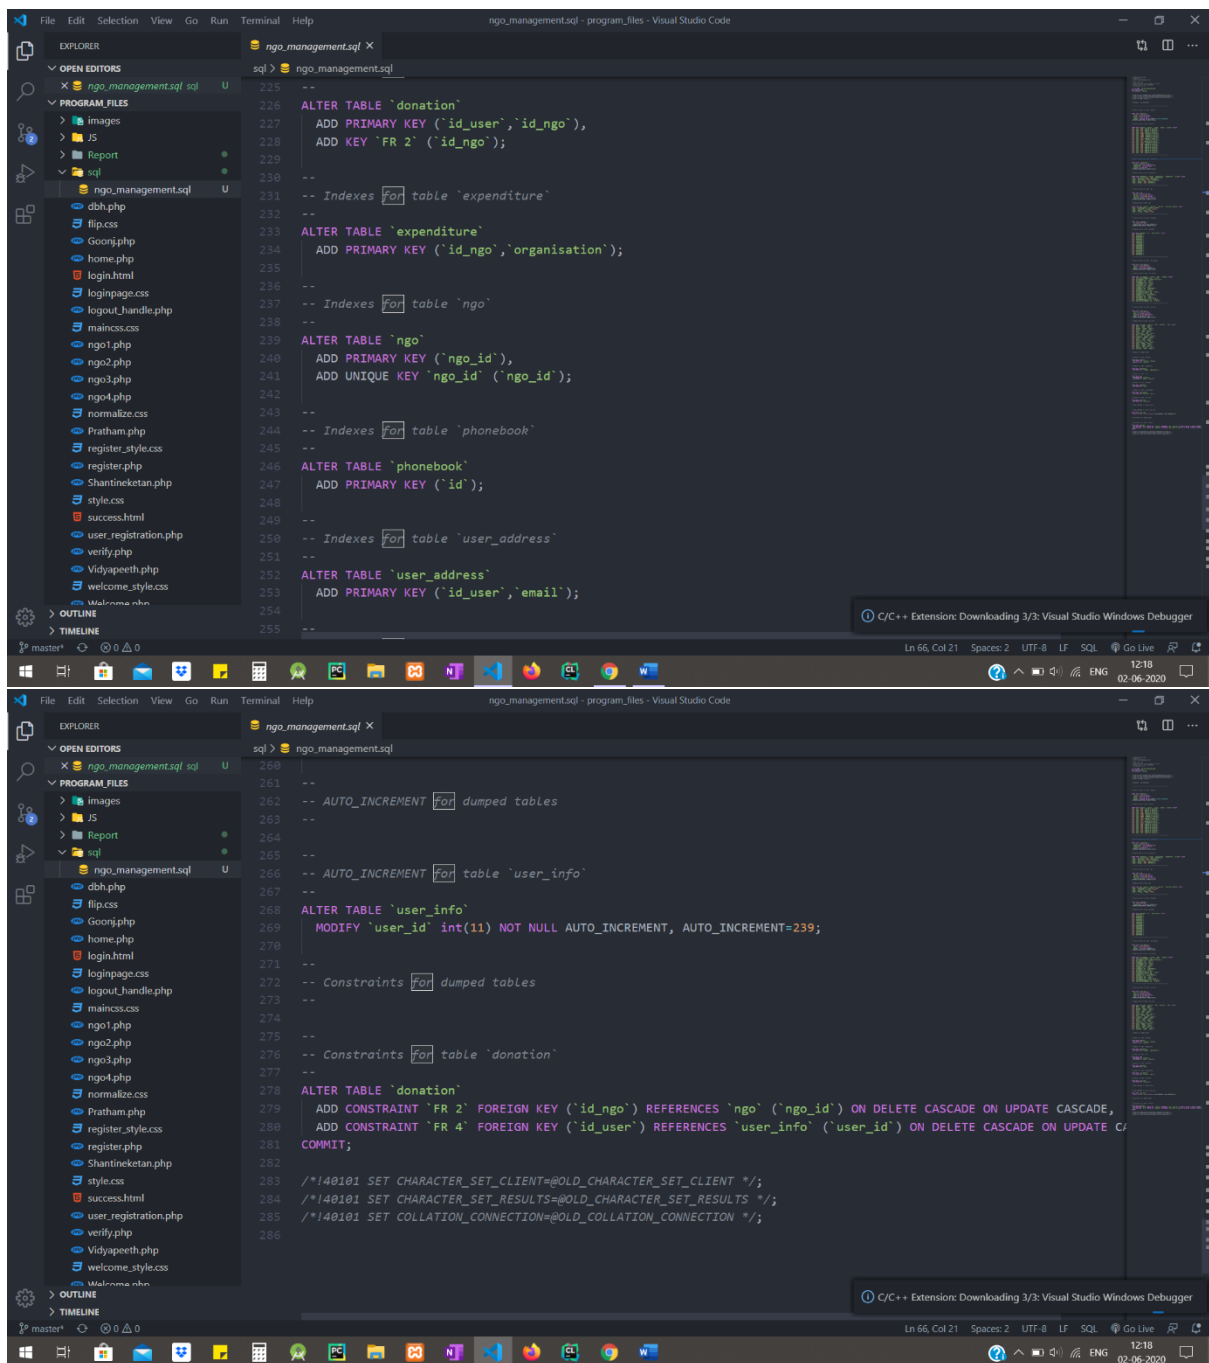 File Edit Selection View Go Run Terminal Help ngo_management.sql - program_files - Visual Studio Code
EXPLORER
OPEN EDITORS
ngo_management.sql sql U
PROGRAM_FILES
images
JS
Report
sql
ngo_management.sql U
dbh.php
flip.css
Goonj.php
home.php
login.html
loginpage.css
logout_handle.php
maincss.css
ngo1.php
ngo2.php
ngo3.php
ngo4.php
normalize.css
Pratham.php
register_style.css
register.php
Shantineketan.php
style.css
success.html
user_registration.php
verify.php
Vidyapeeth.php
welcome_style.css
Welcome.php
OUTLINE
TIMELINE
ngo_management.sql
sql > ngo_management.sql
225 --
226 ALTER TABLE `donation`
227 ADD PRIMARY KEY (`id_user`,`id_ngo`),
228 ADD KEY `FR 2` (`id_ngo`);
229
230 --
231 -- Indexes for table `expenditure`
232 --
233 ALTER TABLE `expenditure`
234 ADD PRIMARY KEY (`id_ngo`,`organisation`);
235
236 --
237 -- Indexes for table `ngo`
238 --
239 ALTER TABLE `ngo`
240 ADD PRIMARY KEY (`ngo_id`),
241 ADD UNIQUE KEY `ngo_id` (`ngo_id`);
242
243 --
244 -- Indexes for table `phonebook`
245 --
246 ALTER TABLE `phonebook`
247 ADD PRIMARY KEY (`id`);
248
249 --
250 -- Indexes for table `user_address`
251 --
252 ALTER TABLE `user_address`
253 ADD PRIMARY KEY (`id_user`,`email`);
254
255 --
C/C++ Extension: Downloading 3/3: Visual Studio Windows Debugger
master* 0 0 Ln 66, Col 21 Spaces: 2 UTF-8 LF SQL Go Live
ENG 12:18
02-06-2020
File Edit Selection View Go Run Terminal Help ngo_management.sql - program_files - Visual Studio Code
EXPLORER
OPEN EDITORS
ngo_management.sql sql U
PROGRAM_FILES
images
JS
Report
sql
ngo_management.sql U
dbh.php
flip.css
Goonj.php
home.php
login.html
loginpage.css
logout_handle.php
maincss.css
ngo1.php
ngo2.php
ngo3.php
ngo4.php
normalize.css
Pratham.php
register_style.css
register.php
Shantineketan.php
style.css
success.html
user_registration.php
verify.php
Vidyapeeth.php
welcome_style.css
Welcome.php
OUTLINE
TIMELINE
ngo_management.sql
sql > ngo_management.sql
260
261 --
262 -- AUTO_INCREMENT for dumped tables
263 --
264
265 --
266 -- AUTO_INCREMENT for table `user_info`
267 --
268 ALTER TABLE `user_info`
269 MODIFY `user_id` int(11) NOT NULL AUTO_INCREMENT, AUTO_INCREMENT=239;
270
271 --
272 -- Constraints for dumped tables
273 --
274
275 --
276 -- Constraints for table `donation`
277 --
278 ALTER TABLE `donation`
279 ADD CONSTRAINT `FR 2` FOREIGN KEY (`id_ngo`) REFERENCES `ngo` (`ngo_id`) ON DELETE CASCADE ON UPDATE CASCADE,
280 ADD CONSTRAINT `FR 4` FOREIGN KEY (`id_user`) REFERENCES `user_info` (`user_id`) ON DELETE CASCADE ON UPDATE CA
281 COMMIT;
282
283 /*!40101 SET CHARACTER_SET_CLIENT=@OLD_CHARACTER_SET_CLIENT */;
284 /*!40101 SET CHARACTER_SET_RESULTS=@OLD_CHARACTER_SET_RESULTS */;
285 /*!40101 SET COLLATION_CONNECTION=@OLD_COLLATION_CONNECTION */;
286
C/C++ Extension: Downloading 3/3: Visual Studio Windows Debugger
master* 0 0 Ln 66, Col 21 Spaces: 2 UTF-8 LF SQL Go Live
ENG 12:18
02-06-2020